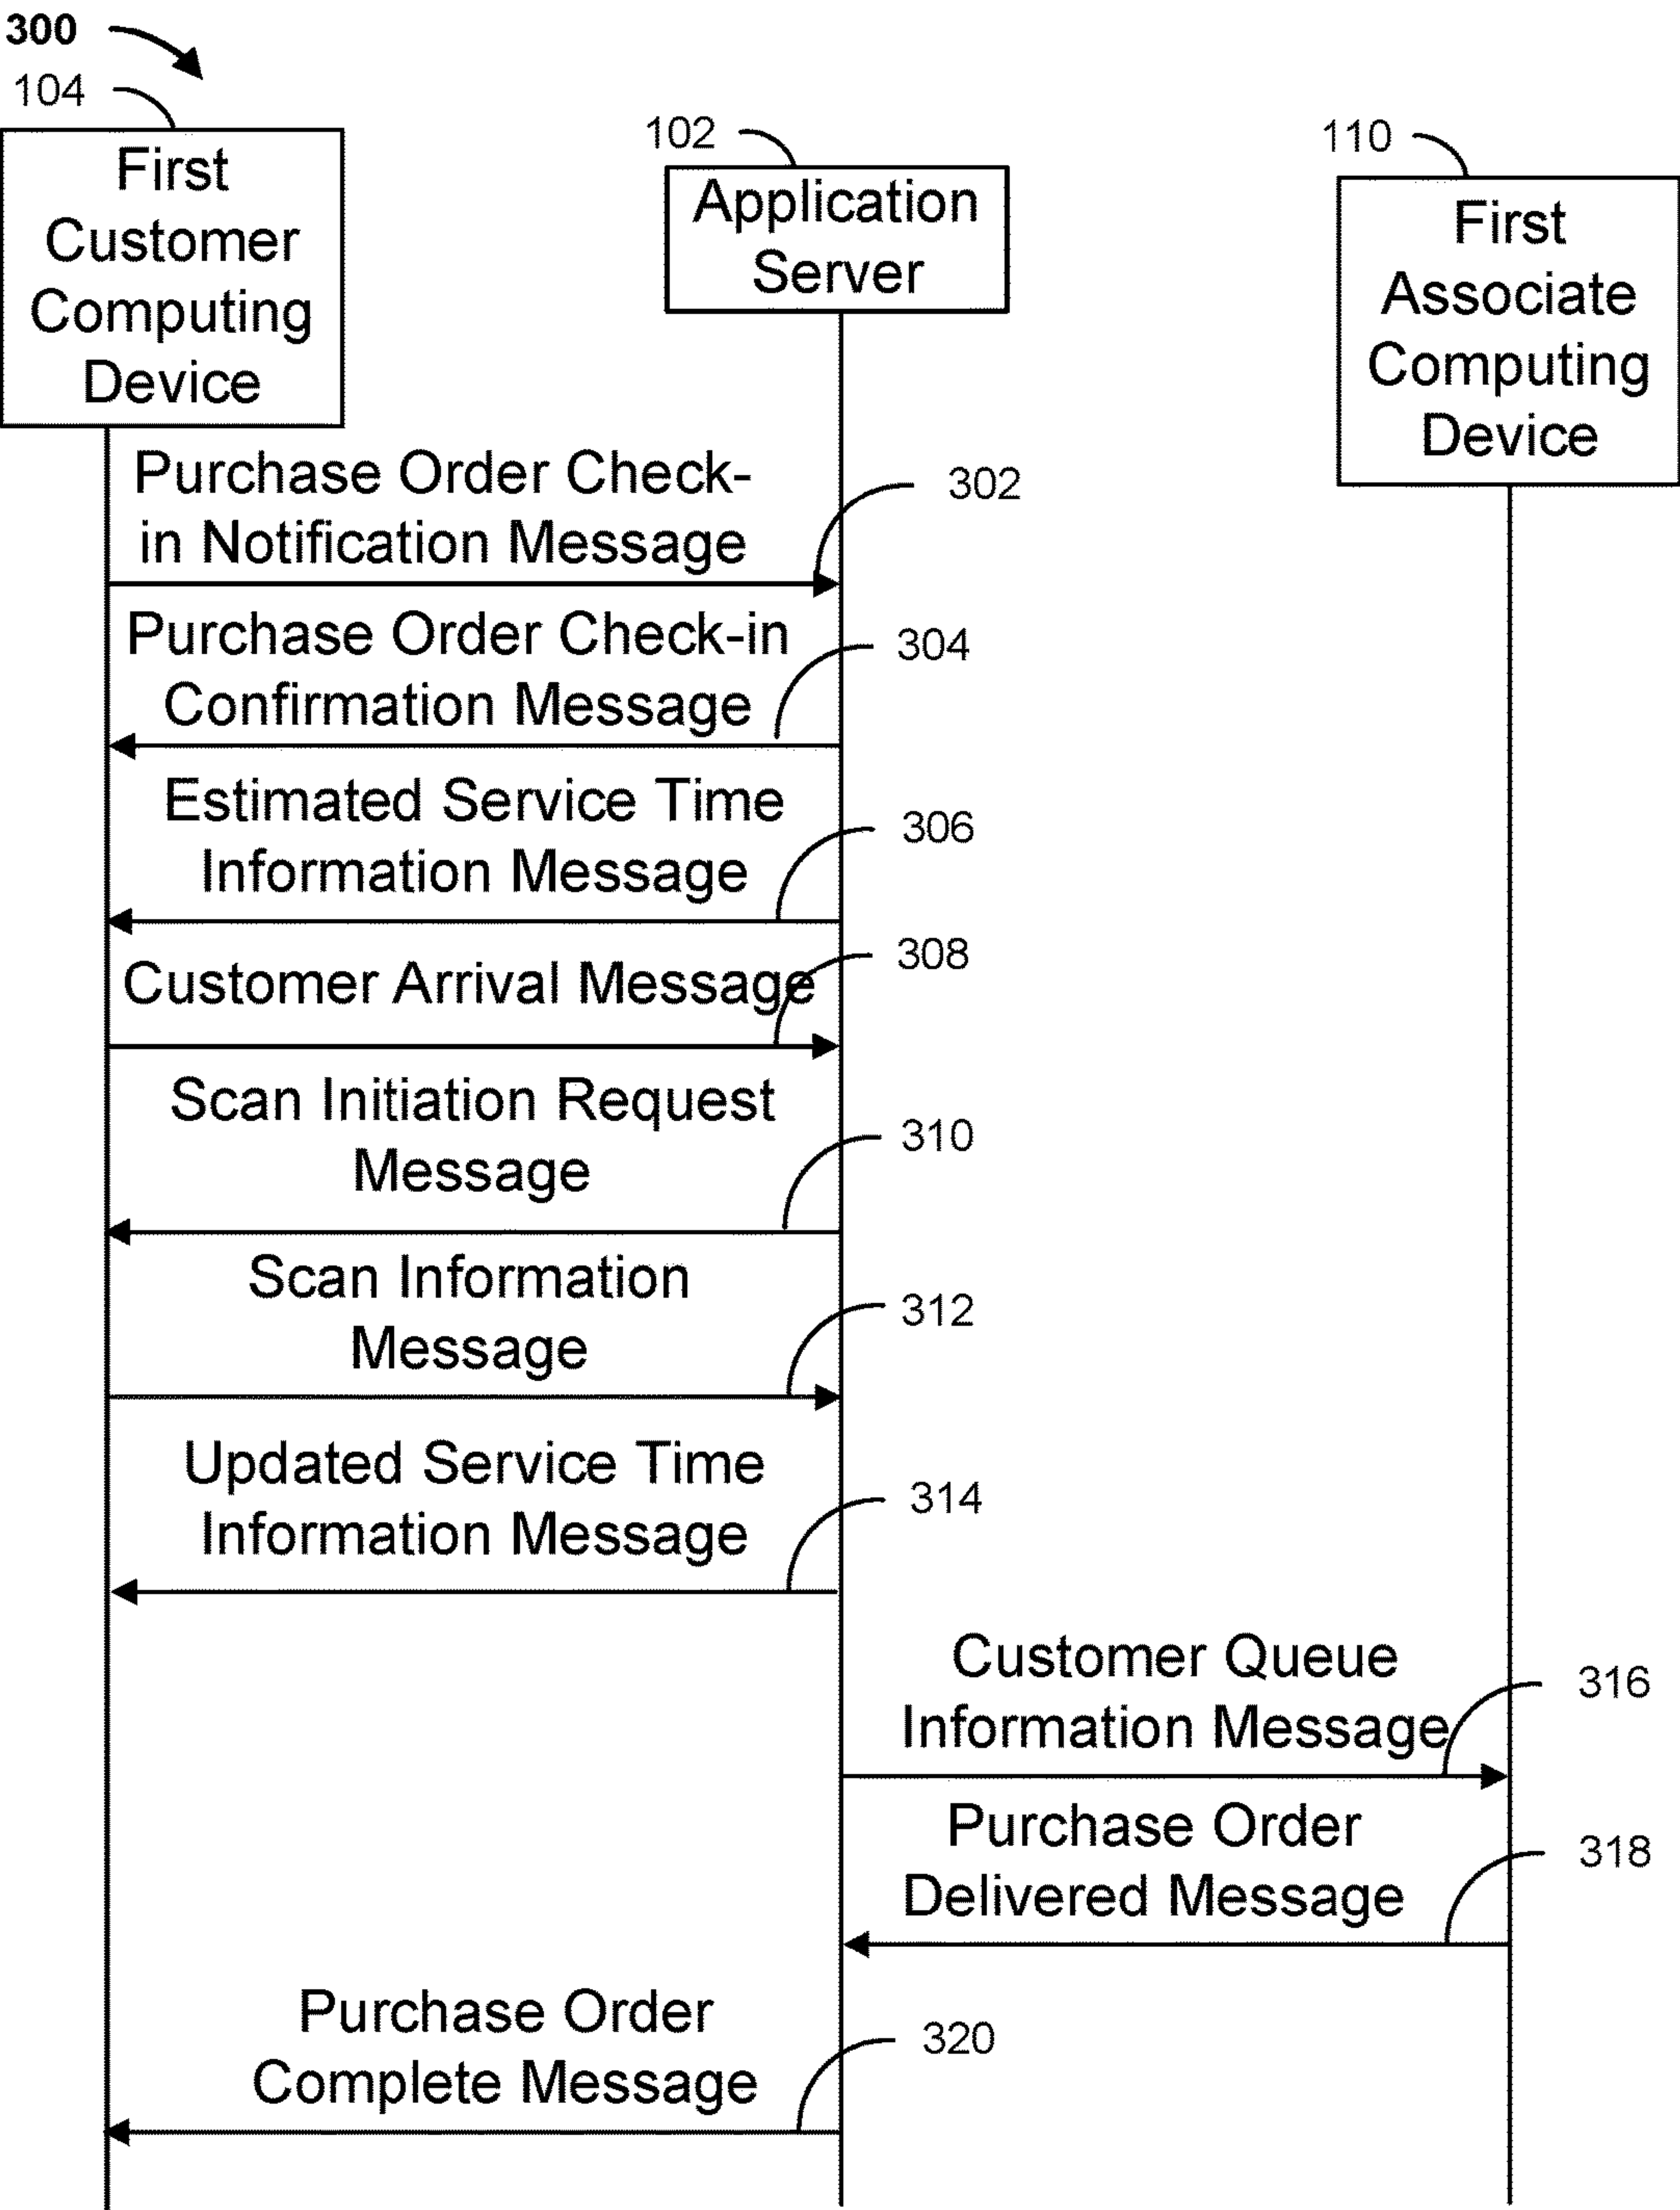 300
104
First
Customer
Computing
Device
102
Application
Server
110
First
Associate
Computing
Device
Purchase Order Check-
in Notification Message
302
Purchase Order Check-in
Confirmation Message
304
Estimated Service Time
Information Message
306
Customer Arrival Message
308
Scan Initiation Request
Message
310
Scan Information
Message
312
Updated Service Time
Information Message
314
Customer Queue
Information Message
316
Purchase Order
Delivered Message
318
Purchase Order
Complete Message
320